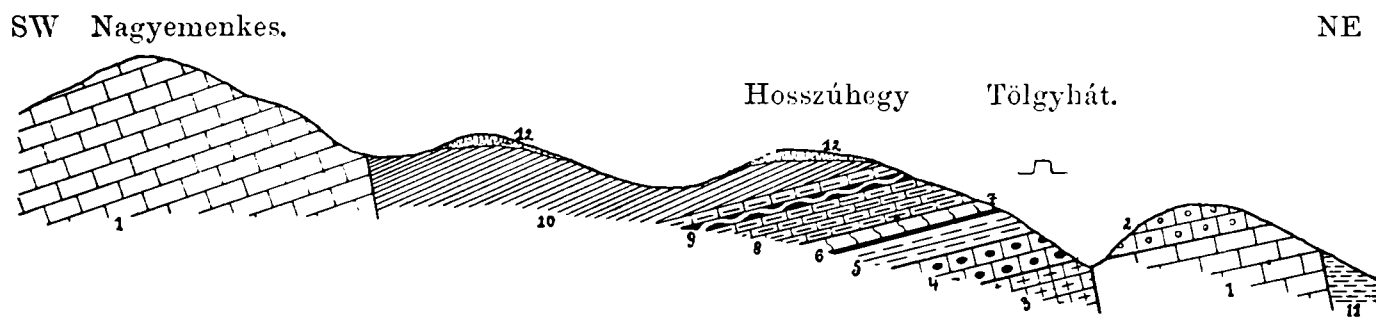 SW Nagyemenkes. NE
Hosszúhegy Tölgyhát.
12 12
7 2
1 10 9 8 6 5 4 3 1 11